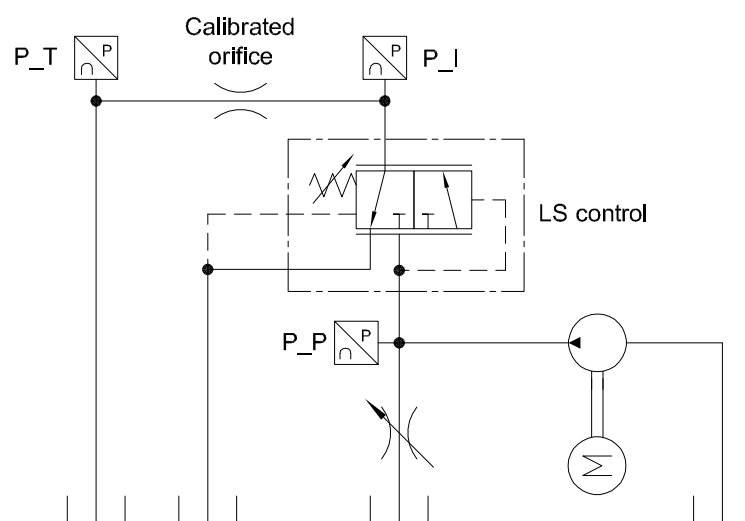 Calibrated
orifice
P_T
P
P
P_I
LS control
P_P
P
M